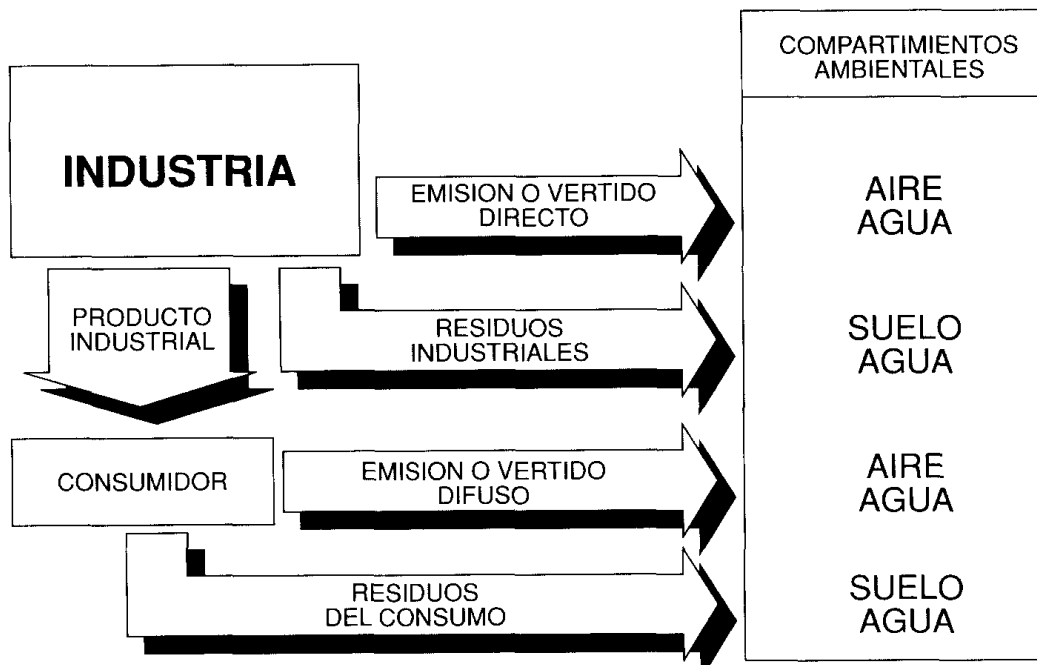 COMPARTIMIENTOS
AMBIENTALES
INDUSTRIA
EMISION O VERTIDO
DIRECTO
AIRE
AGUA
PRODUCTO
INDUSTRIAL
RESIDUOS
INDUSTRIALES
SUELO
AGUA
CONSUMIDOR
EMISION O VERTIDO
DIFUSO
AIRE
AGUA
RESIDUOS
DEL CONSUMO
SUELO
AGUA